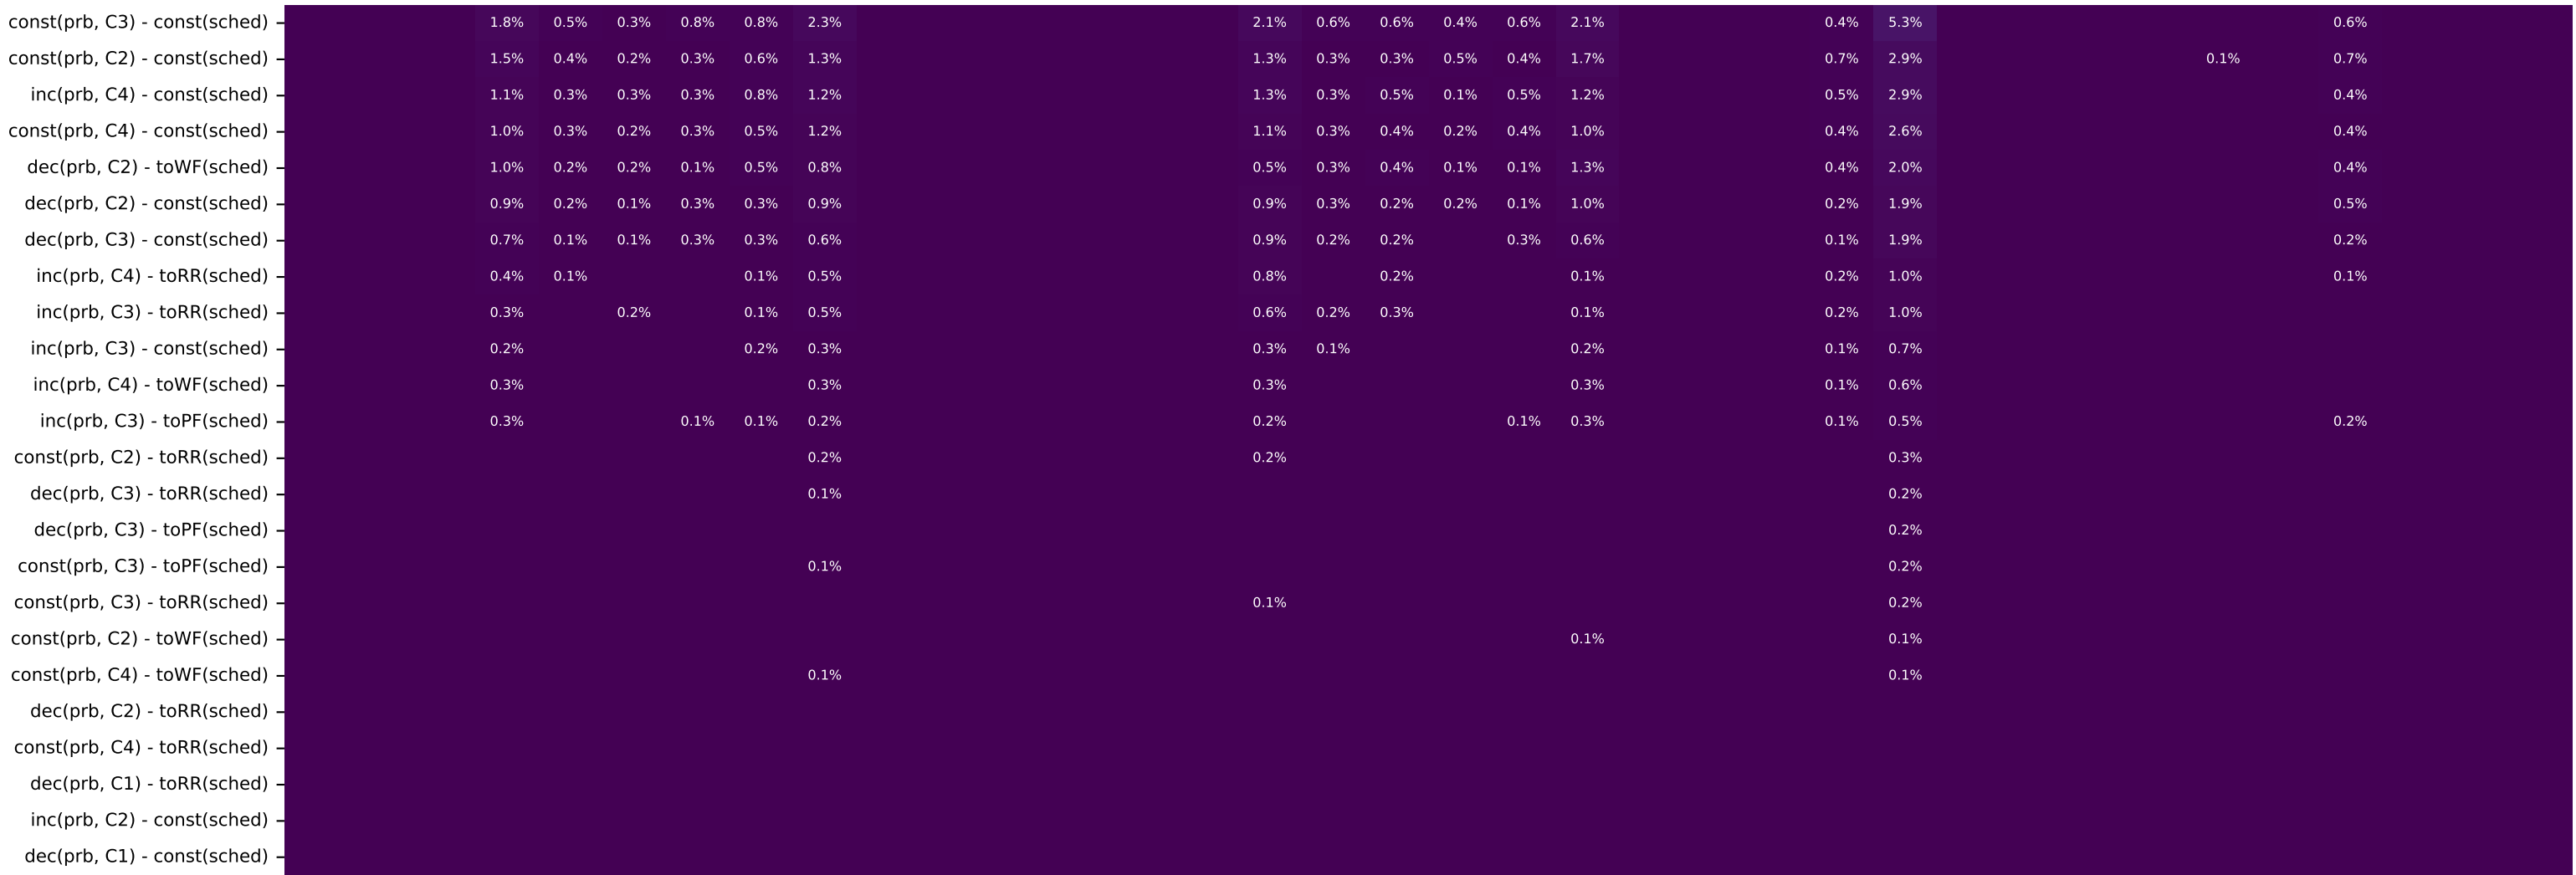 const(prb, C3) - const(sched) 1.8% 0.5% 0.3% 0.8% 0.8% 2.3% 2.1% 0.6% 0.6% 0.4% 0.6% 2.1% 0.4% 5.3% 0.6%
const(prb, C2) - const(sched) 1.5% 0.4% 0.2% 0.3% 0.6% 1.3% 1.3% 0.3% 0.3% 0.5% 0.4% 1.7% 0.7% 2.9% 0.1% 0.7%
inc(prb, C4) - const(sched) 1.1% 0.3% 0.3% 0.3% 0.8% 1.2% 1.3% 0.3% 0.5% 0.1% 0.5% 1.2% 0.5% 2.9% 0.4%
const(prb, C4) - const(sched) 1.0% 0.3% 0.2% 0.3% 0.5% 1.2% 1.1% 0.3% 0.4% 0.2% 0.4% 1.0% 0.4% 2.6% 0.4%
dec(prb, C2) - toWF(sched) 1.0% 0.2% 0.2% 0.1% 0.5% 0.8% 0.5% 0.3% 0.4% 0.1% 0.1% 1.3% 0.4% 2.0% 0.4%
dec(prb, C2) - const(sched) 0.9% 0.2% 0.1% 0.3% 0.3% 0.9% 0.9% 0.3% 0.2% 0.2% 0.1% 1.0% 0.2% 1.9% 0.5%
dec(prb, C3) - const(sched) 0.7% 0.1% 0.1% 0.3% 0.3% 0.6% 0.9% 0.2% 0.2% 0.3% 0.6% 0.1% 1.9% 0.2%
inc(prb, C4) - toRR(sched) 0.4% 0.1% 0.1% 0.5% 0.8% 0.2% 0.1% 0.2% 1.0% 0.1%
inc(prb, C3) - toRR(sched) 0.3% 0.2% 0.1% 0.5% 0.6% 0.2% 0.3% 0.1% 0.2% 1.0%
inc(prb, C3) - const(sched) 0.2% 0.2% 0.3% 0.3% 0.1% 0.2% 0.1% 0.7%
inc(prb, C4) - toWF(sched) 0.3% 0.3% 0.3% 0.3% 0.1% 0.6%
inc(prb, C3) - toPF(sched) 0.3% 0.1% 0.1% 0.2% 0.2% 0.1% 0.3% 0.1% 0.5% 0.2%
const(prb, C2) - toRR(sched) 0.2% 0.2% 0.3%
dec(prb, C3) - toRR(sched) 0.1% 0.2%
dec(prb, C3) - toPF(sched) 0.2%
const(prb, C3) - toPF(sched) 0.1% 0.2%
const(prb, C3) - toRR(sched) 0.1% 0.2%
const(prb, C2) - toWF(sched) 0.1% 0.1%
const(prb, C4) - toWF(sched) 0.1% 0.1%
dec(prb, C2) - toRR(sched)
const(prb, C4) - toRR(sched)
dec(prb, C1) - toRR(sched)
inc(prb, C2) - const(sched)
dec(prb, C1) - const(sched)